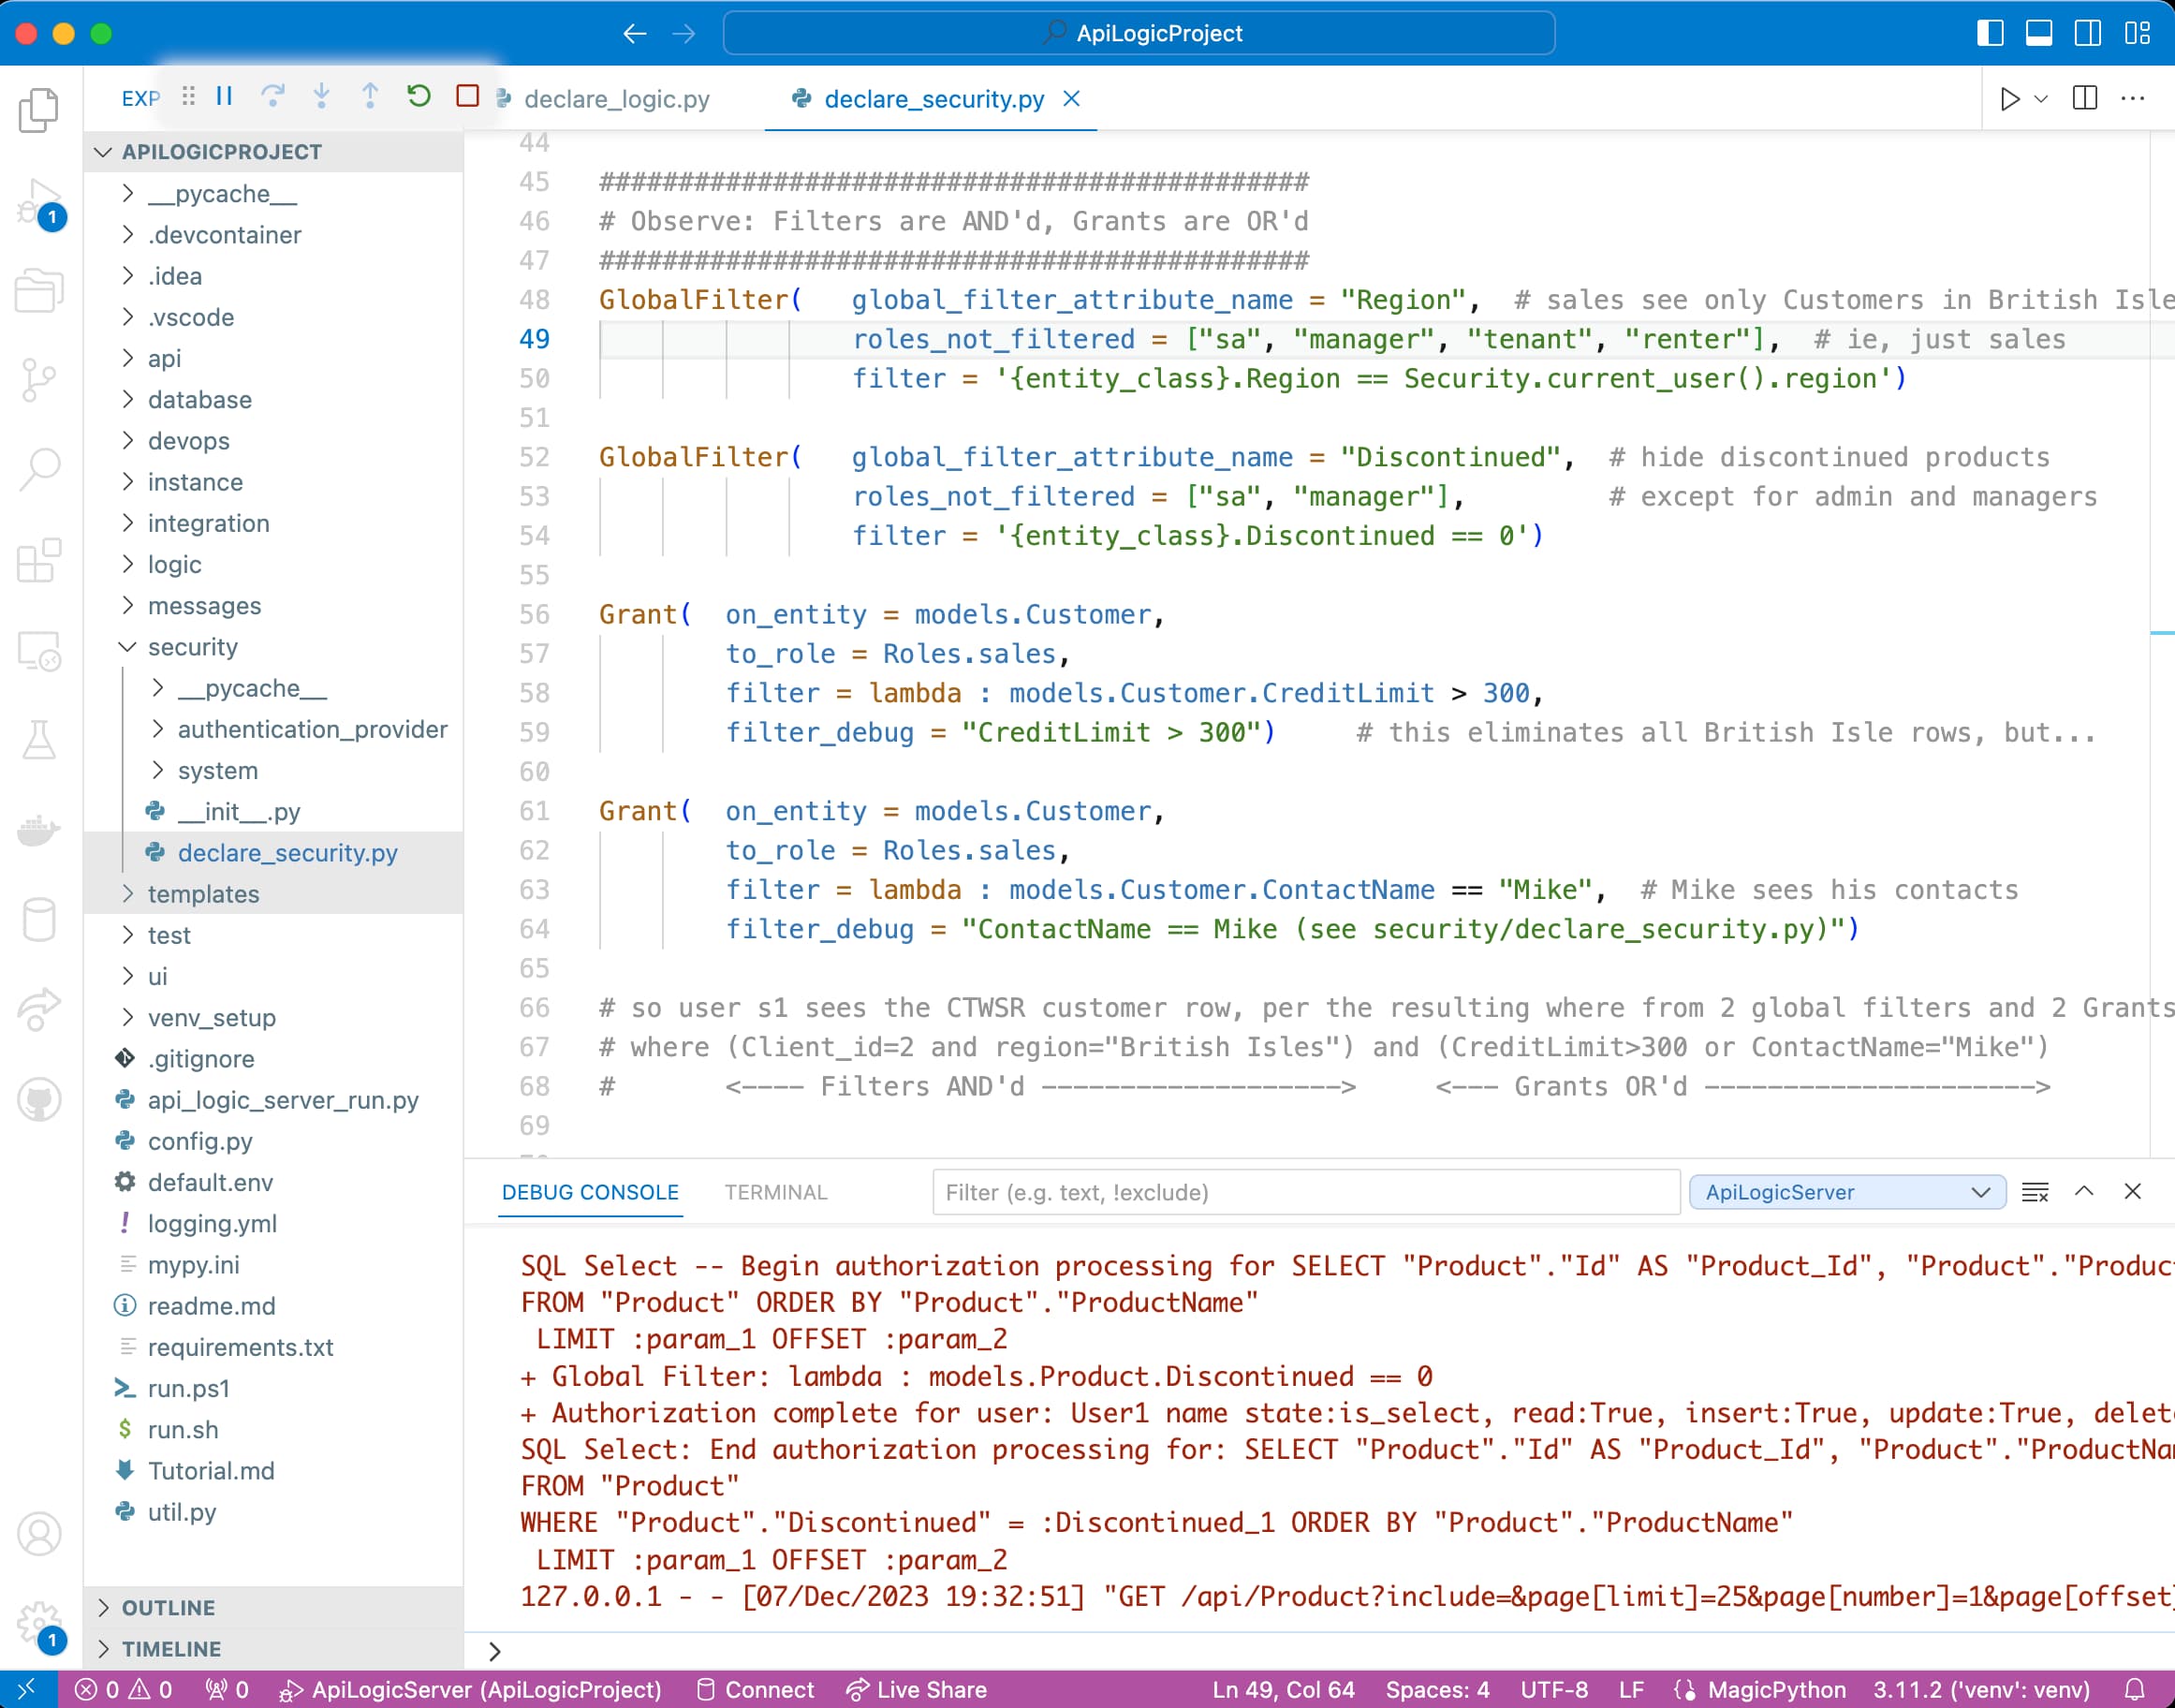 ApiLogicProject
EXP
declare_logic.py
declare_security.py
APILOGICPROJECT
__pycache__
.devcontainer
.idea
.vscode
api
database
devops
instance
integration
logic
messages
security
__pycache__
authentication_provider
system
__init__.py
declare_security.py
templates
test
ui
venv_setup
.gitignore
api_logic_server_run.py
config.py
default.env
logging.yml
mypy.ini
readme.md
requirements.txt
run.ps1
run.sh
Tutorial.md
util.py
OUTLINE
TIMELINE
1
1
44
45 #############################################
46 # Observe: Filters are AND'd, Grants are OR'd
47 #############################################
48 GlobalFilter(   global_filter_attribute_name = "Region",  # sales see only Customers in British Isle
49                 roles_not_filtered = ["sa", "manager", "tenant", "renter"],  # ie, just sales
50                 filter = '{entity_class}.Region == Security.current_user().region')
51
52 GlobalFilter(   global_filter_attribute_name = "Discontinued",  # hide discontinued products
53                 roles_not_filtered = ["sa", "manager"],         # except for admin and managers
54                 filter = '{entity_class}.Discontinued == 0')
55
56 Grant(  on_entity = models.Customer,
57         to_role = Roles.sales,
58         filter = lambda : models.Customer.CreditLimit > 300,
59         filter_debug = "CreditLimit > 300")     # this eliminates all British Isle rows, but...
60
61 Grant(  on_entity = models.Customer,
62         to_role = Roles.sales,
63         filter = lambda : models.Customer.ContactName == "Mike",  # Mike sees his contacts
64         filter_debug = "ContactName == Mike (see security/declare_security.py)")
65
66 # so user s1 sees the CTWSR customer row, per the resulting where from 2 global filters and 2 Grants
67 # where (Client_id=2 and region="British Isles") and (CreditLimit>300 or ContactName="Mike")
68 #       <---- Filters AND'd ------------------->     <--- Grants OR'd --------------------->
69
DEBUG CONSOLE
TERMINAL
Filter (e.g. text, !exclude)
ApiLogicServer
SQL Select -- Begin authorization processing for SELECT "Product"."Id" AS "Product_Id", "Product"."Produc
FROM "Product" ORDER BY "Product"."ProductName"
 LIMIT :param_1 OFFSET :param_2
+ Global Filter: lambda : models.Product.Discontinued == 0
+ Authorization complete for user: User1 name state:is_select, read:True, insert:True, update:True, delete
SQL Select: End authorization processing for: SELECT "Product"."Id" AS "Product_Id", "Product"."ProductNa
FROM "Product"
WHERE "Product"."Discontinued" = :Discontinued_1 ORDER BY "Product"."ProductName"
 LIMIT :param_1 OFFSET :param_2
127.0.0.1 - - [07/Dec/2023 19:32:51] "GET /api/Product?include=&page[limit]=25&page[number]=1&page[offset]
>
0 0 0 ApiLogicServer (ApiLogicProject) Connect Live Share Ln 49, Col 64 Spaces: 4 UTF-8 LF MagicPython 3.11.2 ('venv': venv)